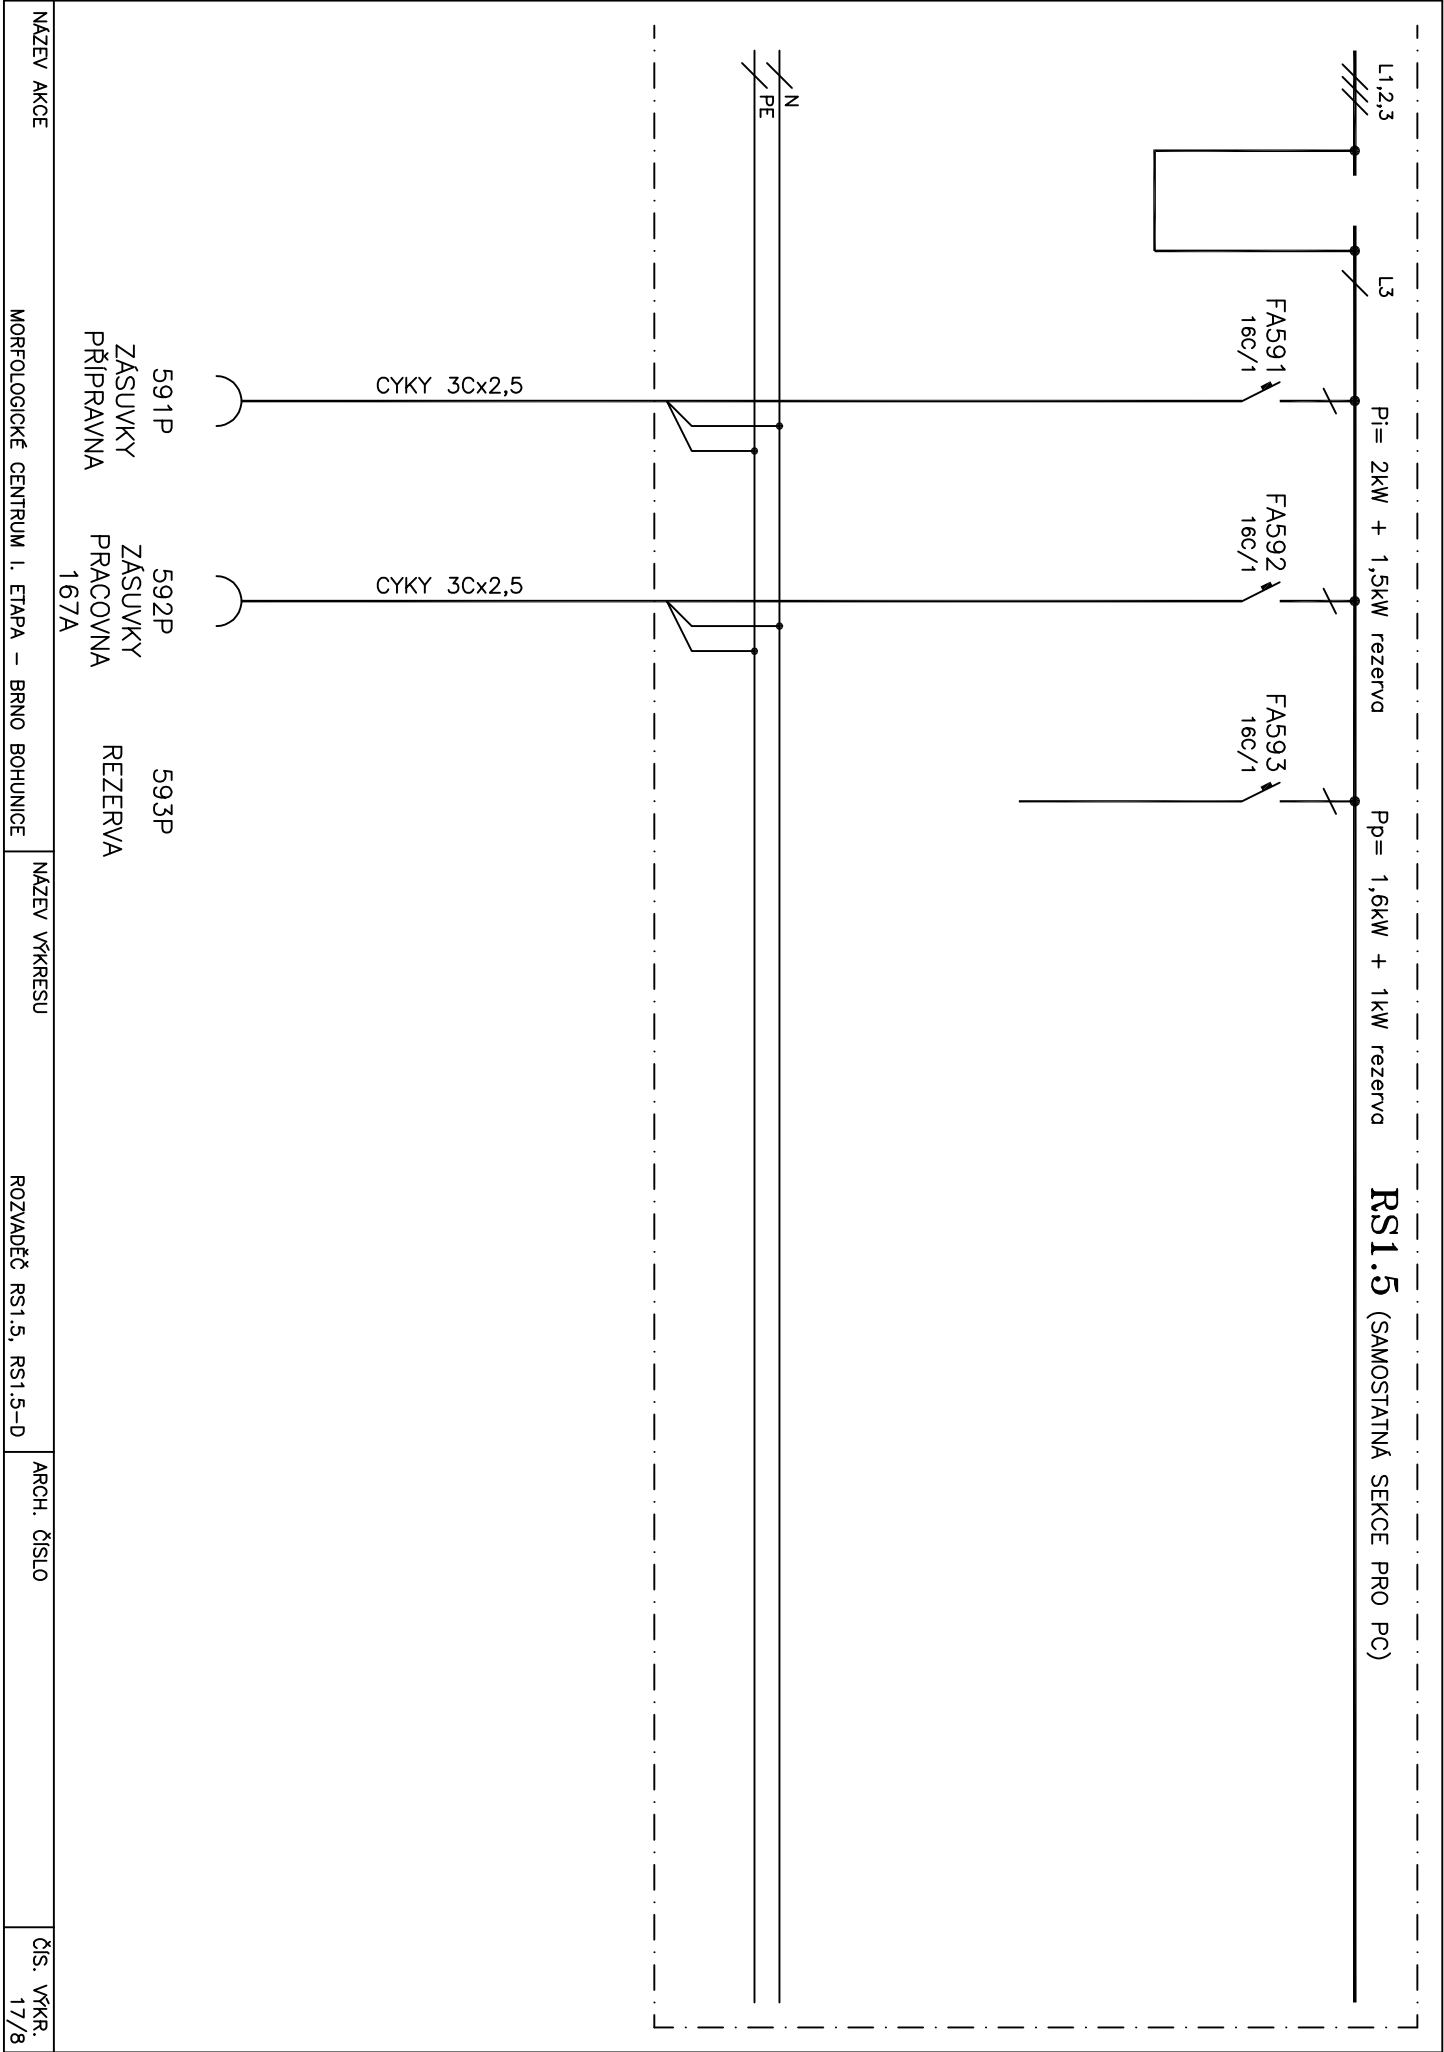 L1,2,3
L3
Pi= 2kW + 1,5kW rezerva
Pp= 1,6kW + 1kW rezerva
RS1.5 (SAMOSTATNÁ SEKCE PRO PC)
FA591
16C/1
FA592
16C/1
FA593
16C/1
N
PE
CYKY 3Cx2,5
CYKY 3Cx2,5
591P
ZÁSUVKY
PŘÍPRAVNA
592P
ZÁSUVKY
PRACOVNA
167A
593P
REZERVA
NÁZEV AKCE
MORFOLOGICKÉ CENTRUM I. ETAPA – BRNO BOHUNICE
NÁZEV VÝKRESU
ROZVADĚČ RS1.5, RS1.5–D
ARCH. ČÍSLO
ČÍS. VÝKR.
17/8